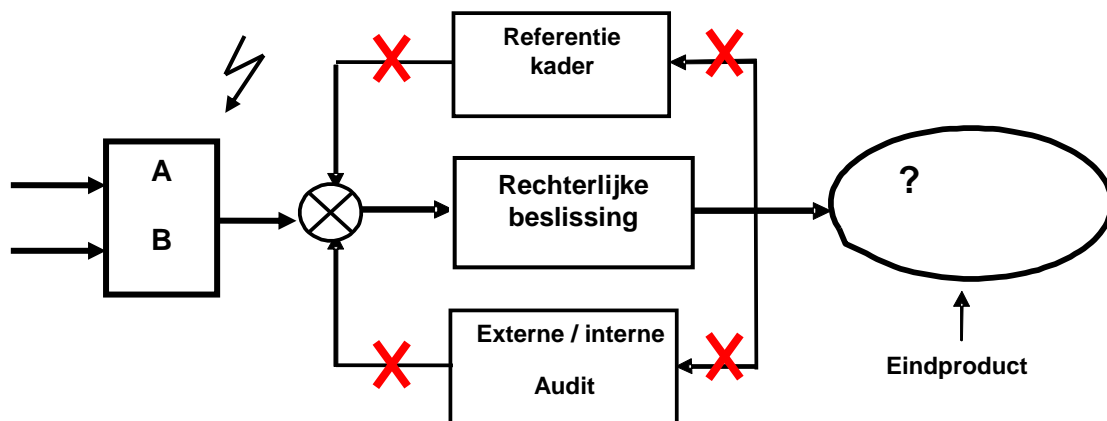 Referentie
kader
A
B
Rechterlijke
beslissing
?
Externe / interne
Audit
Eindproduct